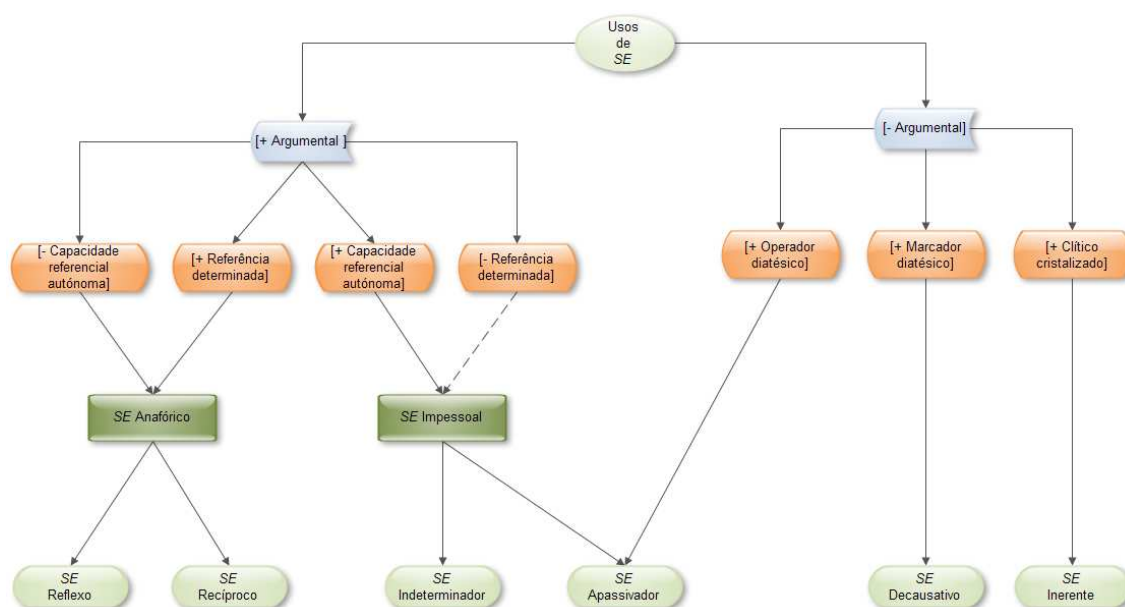 Usos
de
SE
[+ Argumental ]
[- Argumental]
[- Capacidade
referencial
autónoma]
[+ Referência
determinada]
[+ Capacidade
referencial
autónoma]
[- Referência
determinada]
[+ Operador
diatésico]
[+ Marcador
diatésico]
[+ Clítico
cristalizado]
SE Anafórico
SE Impessoal
SE
Reflexo
SE
Recíproco
SE
Indeterminador
SE
Apassivador
SE
Decausativo
SE
Inerente